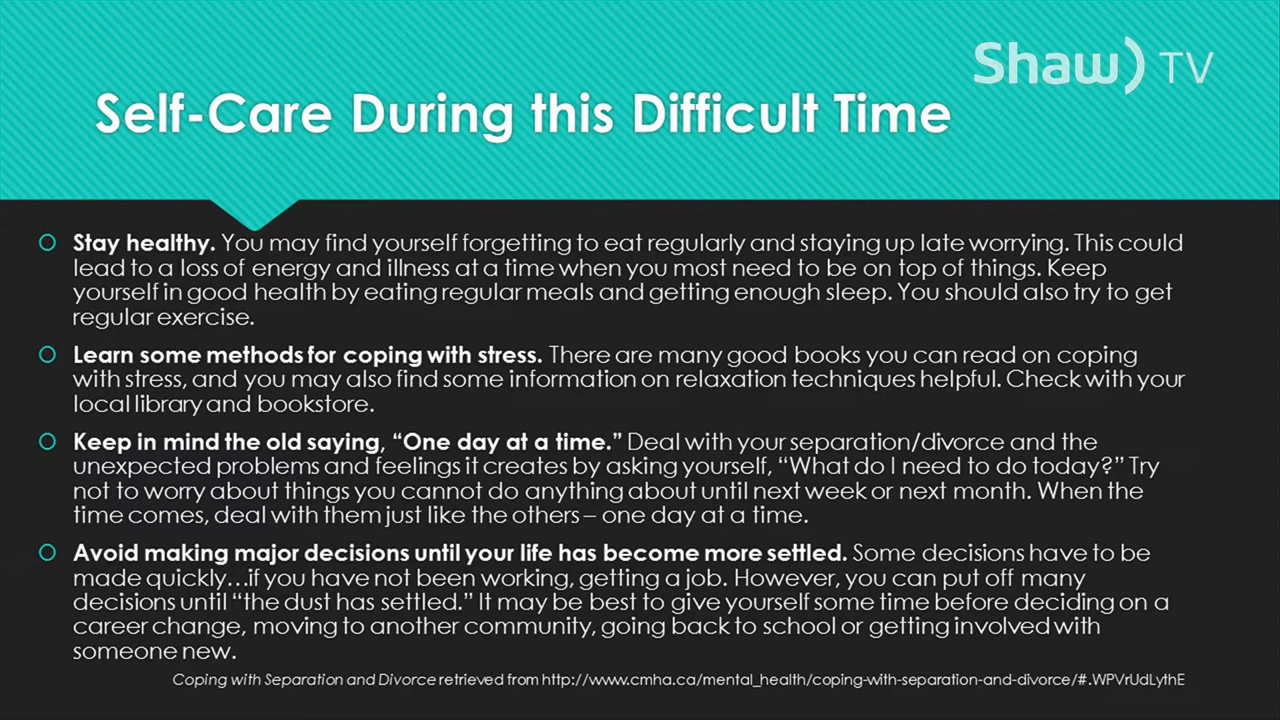 Shaw) TV
Self-Care During this Difficult Time
Stay healthy. You may find yourself forgetting to eat regularly and staying up late worrying. This could
lead to a loss of energy and illness at a time when you most need to be on top of things. Keep
yourself in good health by eating regular meals and getting enough sleep. You should also try to get
regular exercise.
Learn some methods for coping with stress. There are many good books you can read on coping
with stress, and you may also find some information on relaxation techniques helpful. Check with your
local library and bookstore.
Keep in mind the old saying, “One day at a time.” Deal with your separation/divorce and the
unexpected problems and feelings it creates by asking yourself, “What do I need to do today?” Try
not to worry about things you cannot do anything about until next week or next month. When the
time comes, deal with them just like the others – one day at a time.
Avoid making major decisions until your life has become more settled. Some decisions have to be
made quickly…if you have not been working, getting a job. However, you can put off many
decisions until “the dust has settled.” It may be best to give yourself some time before deciding on a
career change, moving to another community, going back to school or getting involved with
someone new.
Coping with Separation and Divorce retrieved from http://www.cmha.ca/mental_health/coping-with-separation-and-divorce/#.WPVrUdLythE